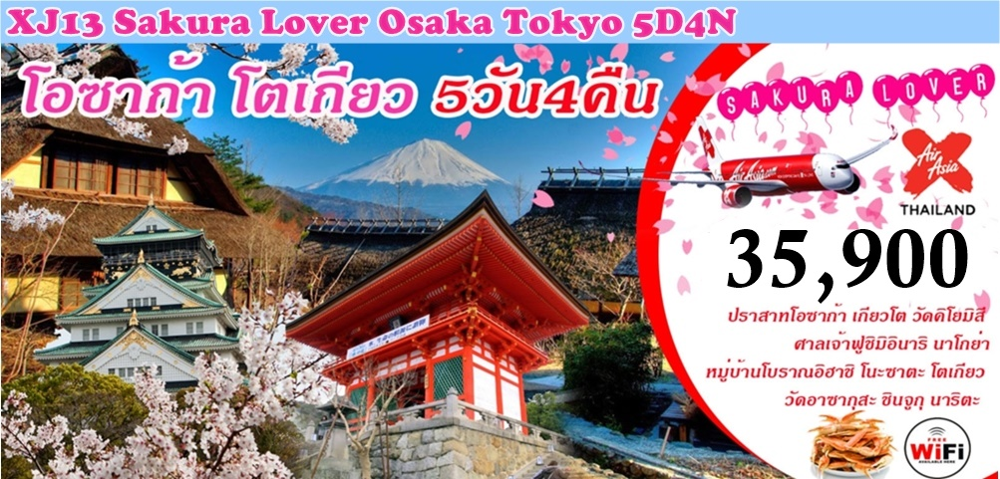 XJ13 Sakura Lover Osaka Tokyo 5D4N
โอซาก้า โตเกียว 5วัน4คืน
SAKURA LOVER
AirAsia.com
Air
Asia
THAILAND
35,900
ปราสาทโอซาก้า เกียวโต วัดคิโยมิสึ
ศาลเจ้าฟูชิมิอินาริ นาโกย่า
หมู่บ้านโบราณอิฮาชิ โนะซาตะ โตเกียว
วัดอาซากุสะ ชินจูกุ นาริตะ
FREE
WiFi
AVAILABLE HERE